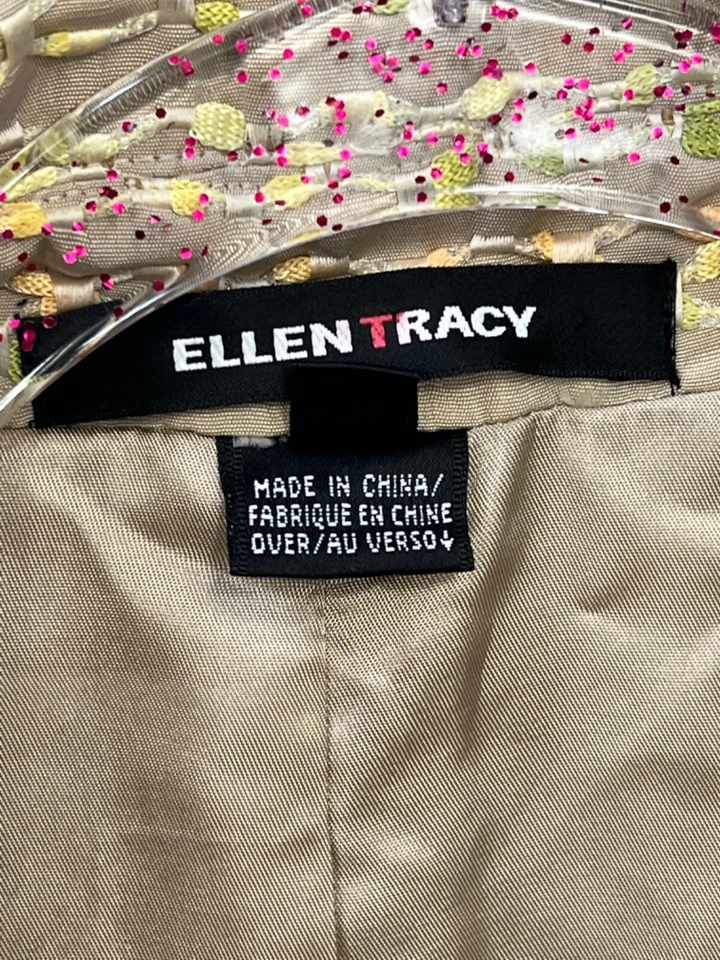 ELLEN TRACY
MADE IN CHINA/
FABRIQUE EN CHINE
OVER/AU VERSO↓